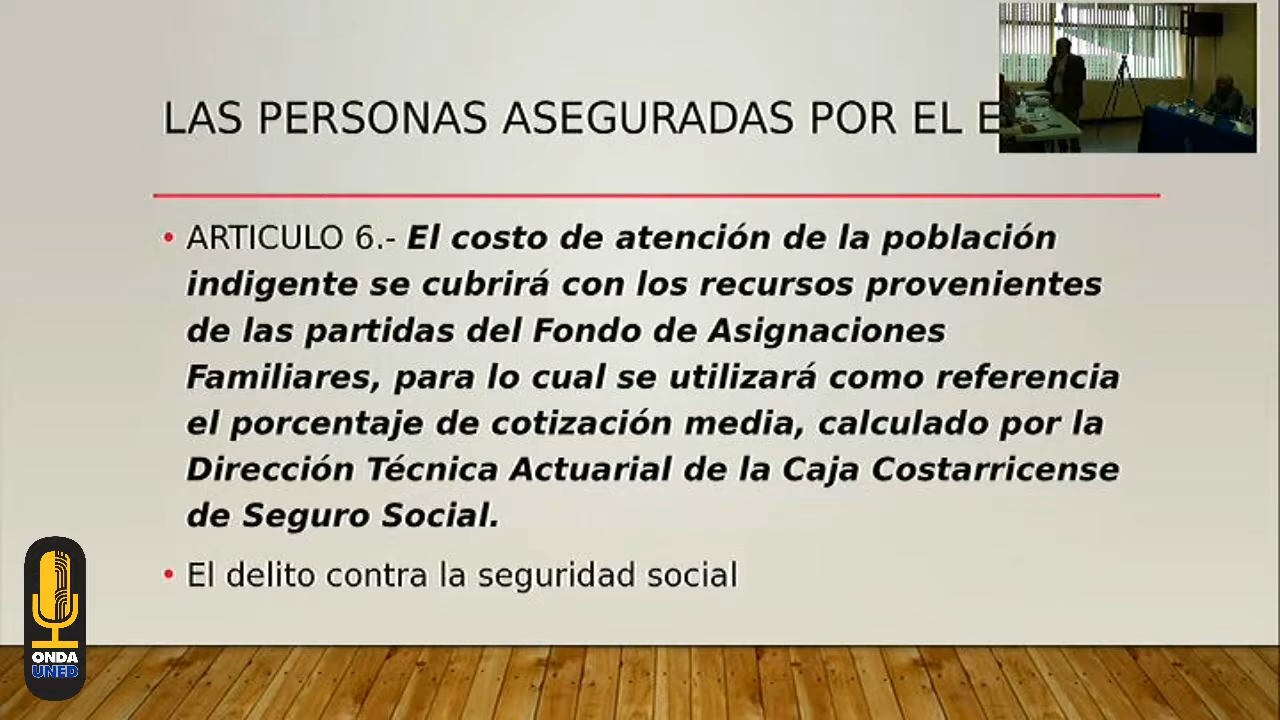 LAS PERSONAS ASEGURADAS POR EL E
• ARTICULO 6.- El costo de atención de la población
indigente se cubrirá con los recursos provenientes
de las partidas del Fondo de Asignaciones
Familiares, para lo cual se utilizará como referencia
el porcentaje de cotización media, calculado por la
Dirección Técnica Actuarial de la Caja Costarricense
de Seguro Social.
• El delito contra la seguridad social
ONDA
UNED